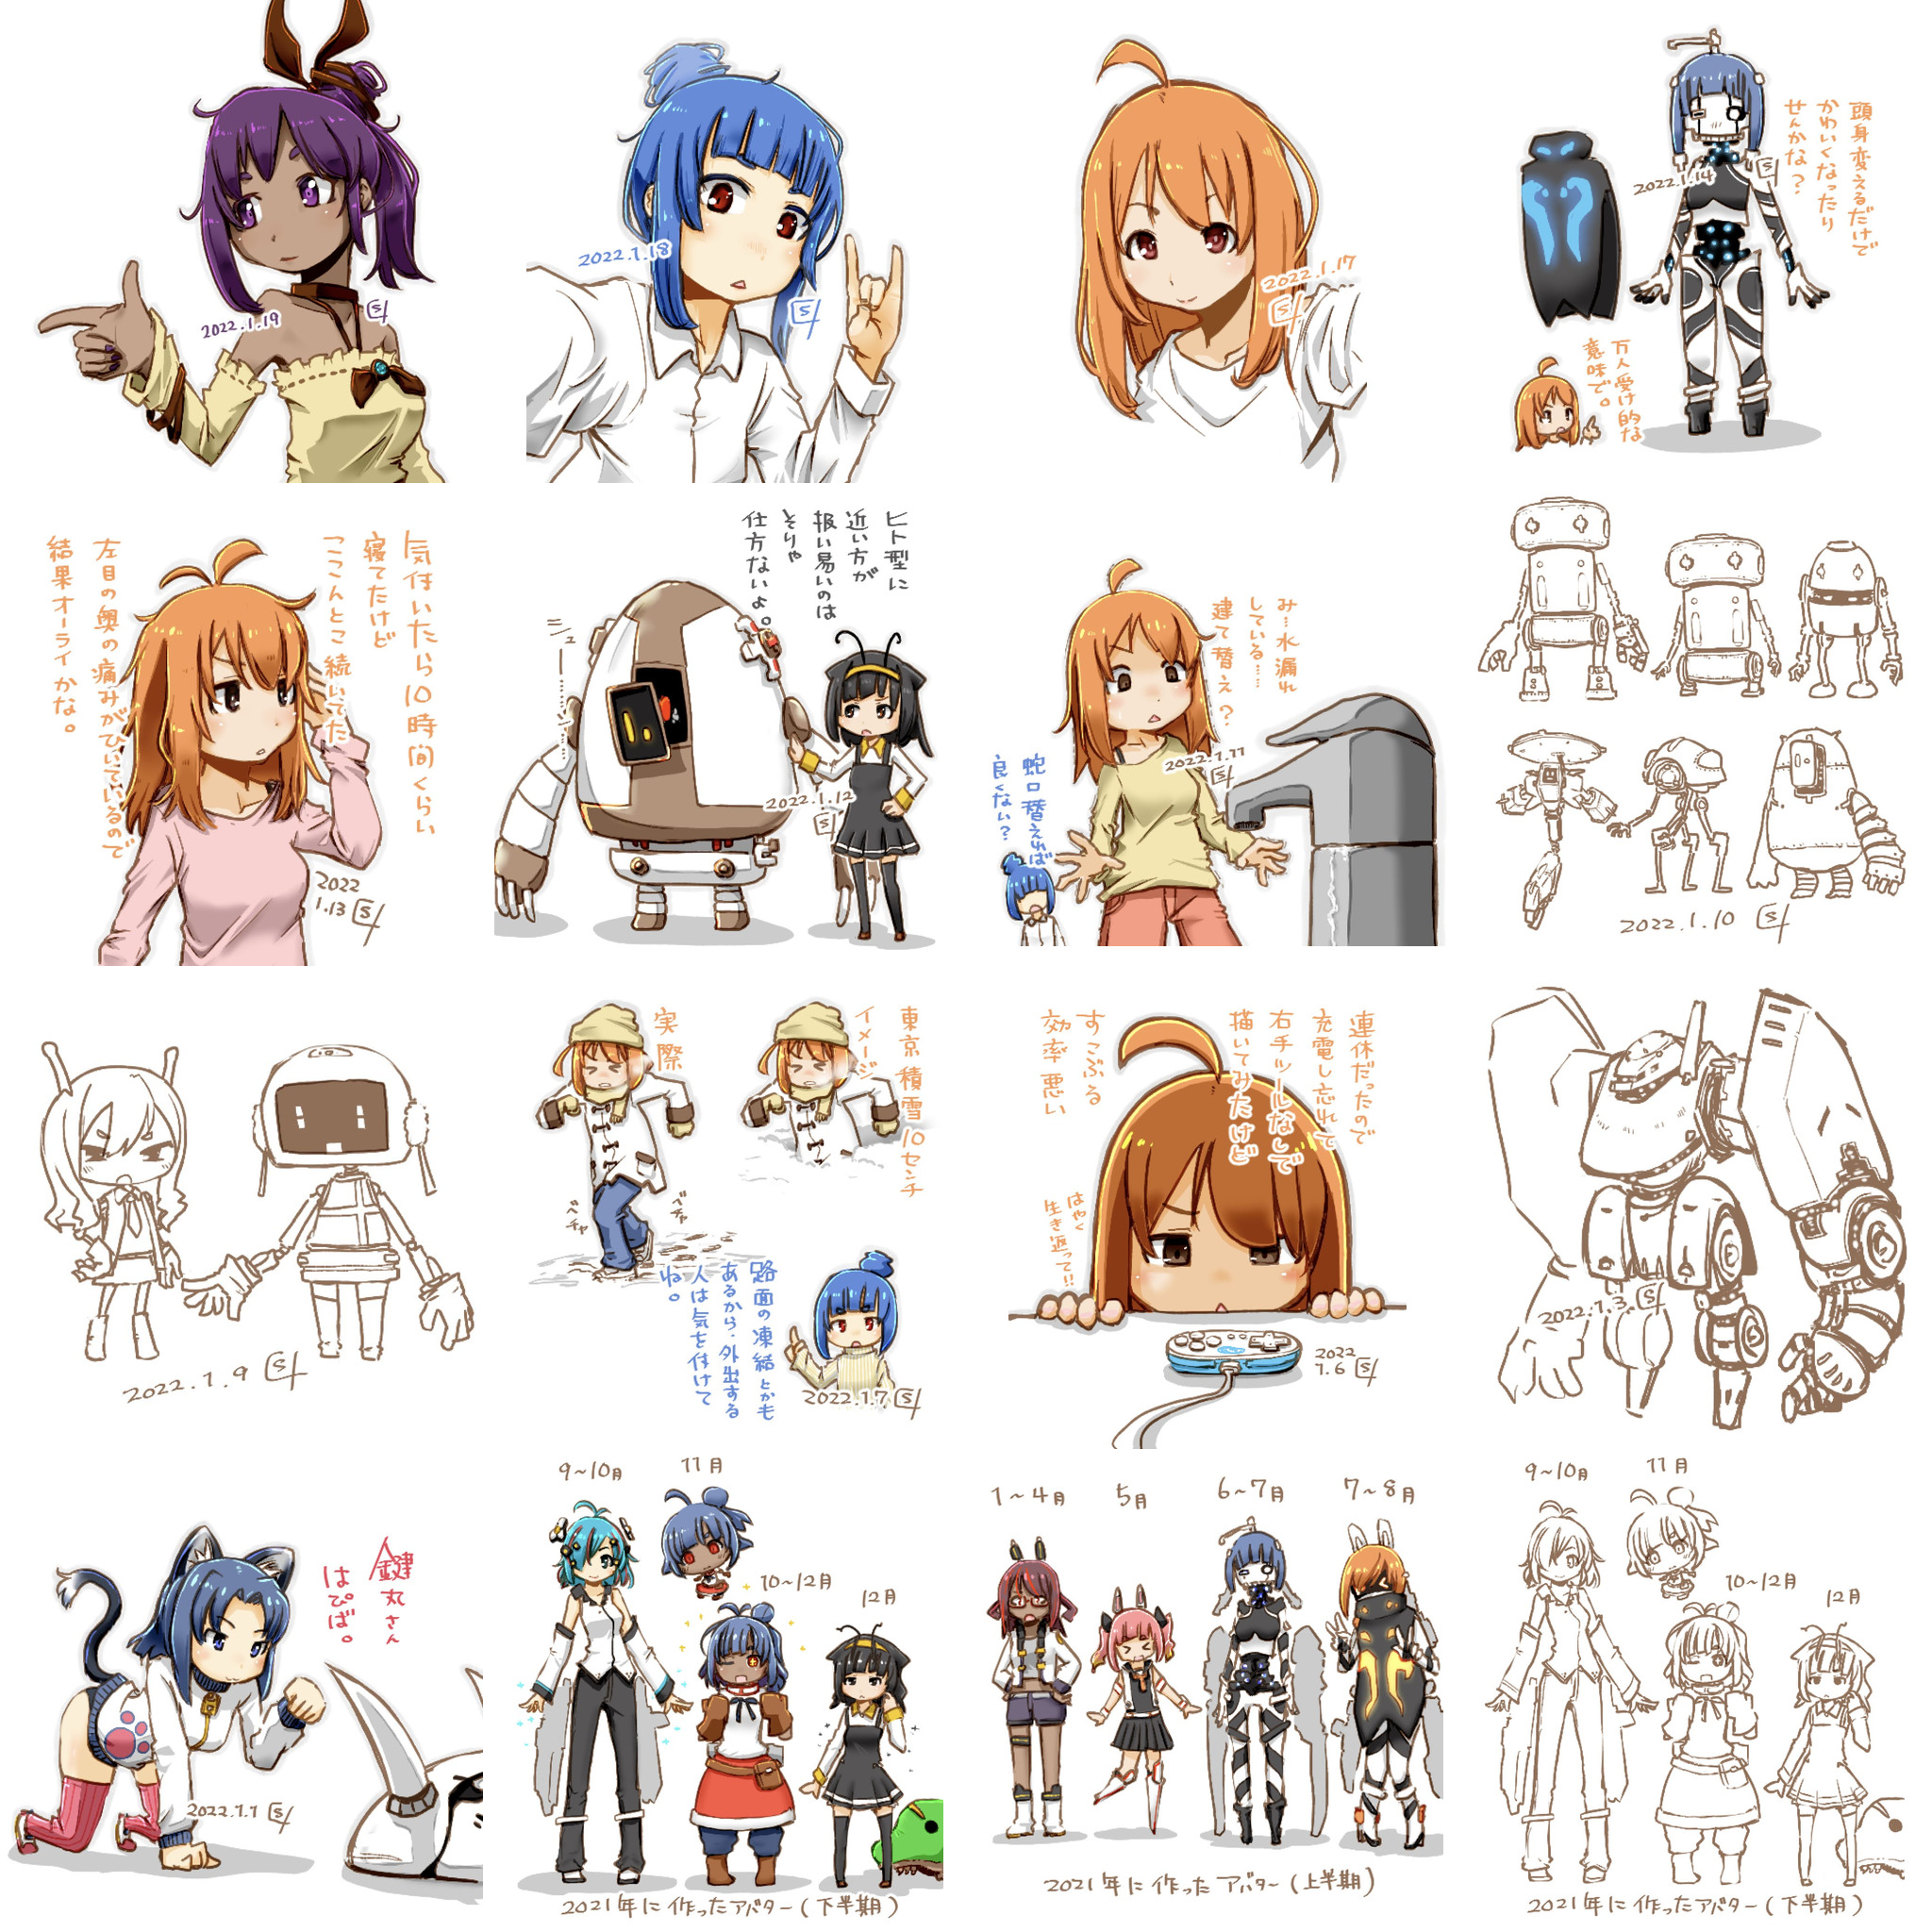 2022.1.19
2022.1.18
2022.1.17
頭身変えるだけで
かわいくなったり
せんかな？
2022.1.14
万人受け的な
意味で。
気付いたら10時間くらい
寝てたけど
ここんとこ続いてた
左目の奥の痛みがひいているので
結果オーライかな。
2022
1.13
ヒト型に
近い方が
扱い易いのは
そりゃ
仕方ないよ。
2022.1.12
み…水漏れ
している……
建て替え？
2022.1.11
蛇口替えれば
良くない？
2022.1.10
2022.1.9
東京積雪10センチ
イメージ
実際
ベチャ
ベチャ
路面の凍結とかも
あるから、外出する
人は気を付けて
ね。
2022.1.7
連休だったので
充電し忘れて
右手ツールなしで
描いてみたけど
すこぶる
効率悪い
はやく
生き返って!!
2022
1.6
2022.1.3
鍵丸さん
はぴば。
2022.1.1
9〜10月
11月
10〜12月
12月
2021年に作ったアバター(下半期)
1〜4月
5月
6〜7月
7〜8月
2021年に作ったアバター(上半期)
9〜10月
11月
10〜12月
12月
2021年に作ったアバター(下半期)